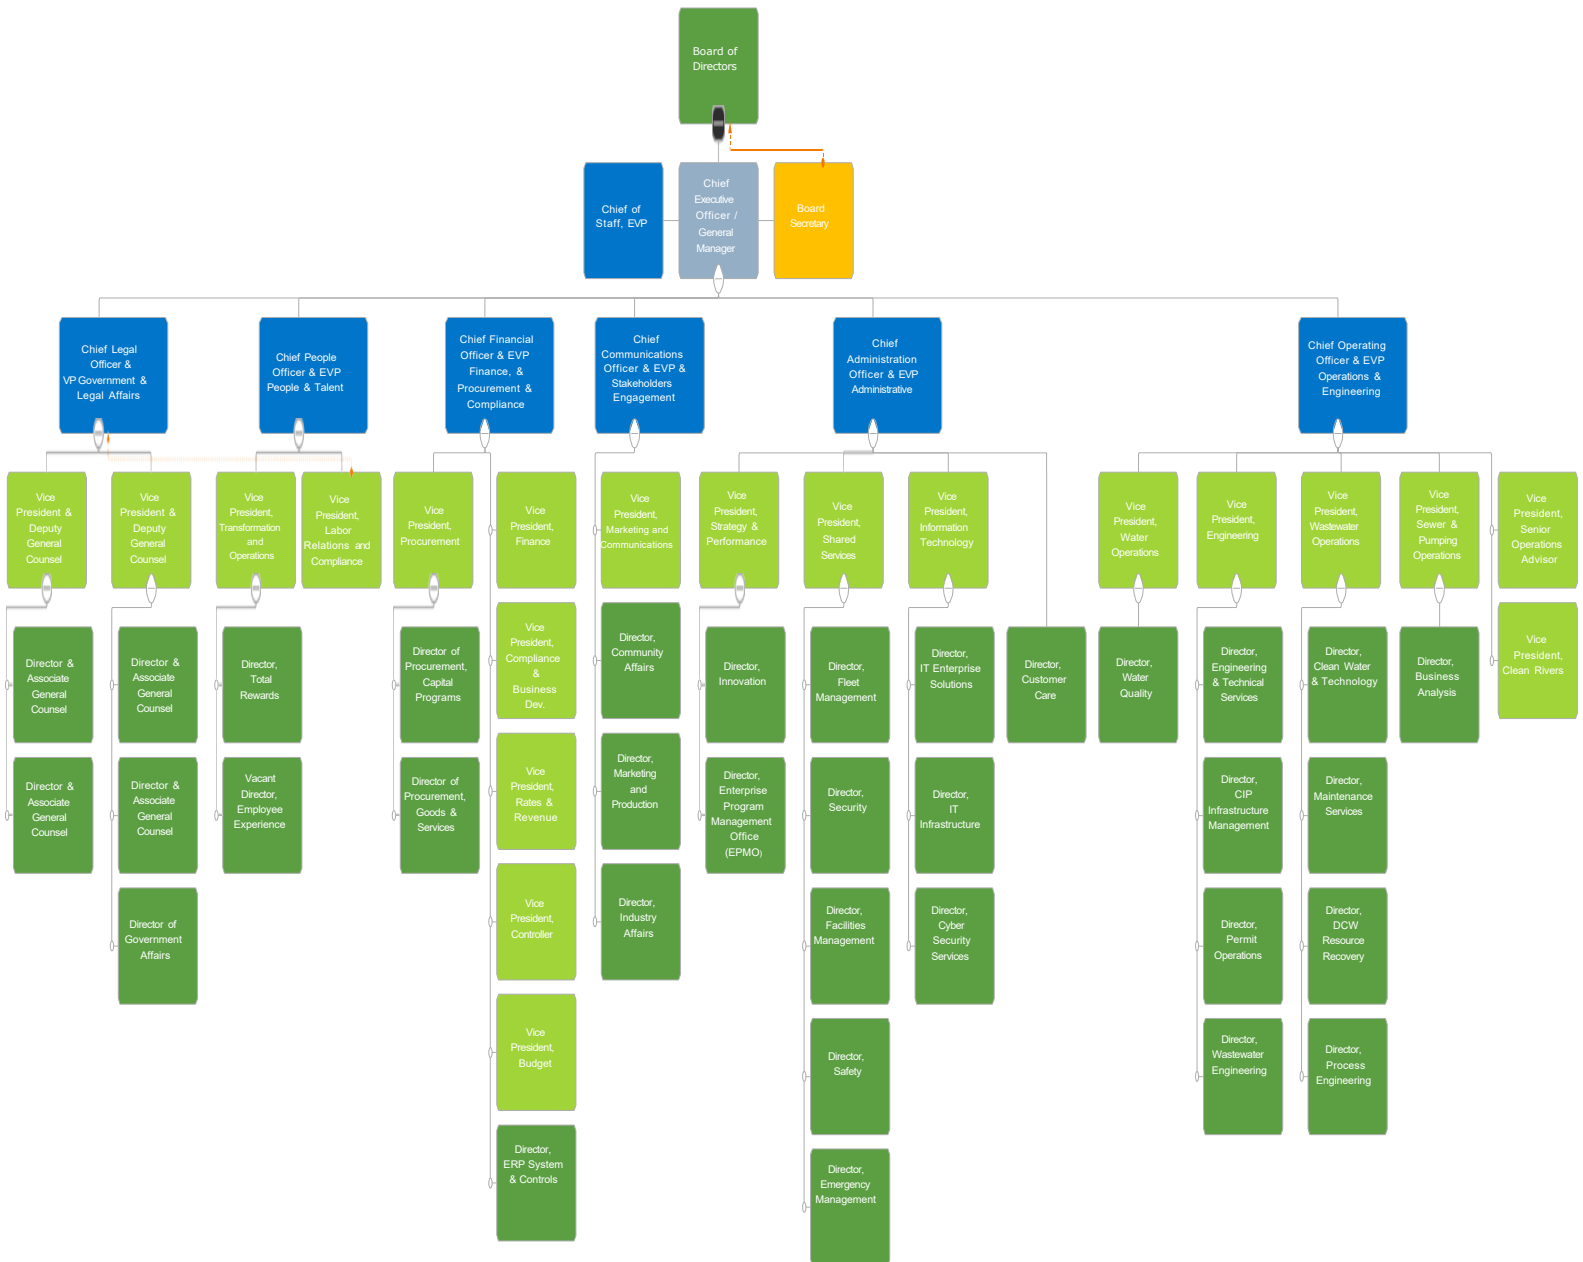 Board of
Directors
Chief of
Staff, EVP
Chief
Executive
Officer /
General
Manager
Board
Secretary
Chief Legal
Officer &
VP Government &
Legal Affairs
Chief People
Officer & EVP
People & Talent
Chief Financial
Officer & EVP
Finance, &
Procurement &
Compliance
Chief
Communications
Officer & EVP &
Stakeholders
Engagement
Chief
Administration
Officer & EVP
Administrative
Chief Operating
Officer & EVP
Operations &
Engineering
Vice
President &
Deputy
General
Counsel
Vice
President &
Deputy
General
Counsel
Vice
President,
Transformation
and
Operations
Vice
President,
Labor
Relations and
Compliance
Vice
President,
Procurement
Vice
President,
Finance
Vice
President,
Marketing and
Communications
Vice
President,
Strategy &
Performance
Vice
President,
Shared
Services
Vice
President,
Information
Technology
Vice
President,
Water
Operations
Vice
President,
Engineering
Vice
President,
Wastewater
Operations
Vice
President,
Sewer &
Pumping
Operations
Vice
President,
Senior
Operations
Advisor
Director &
Associate
General
Counsel
Director &
Associate
General
Counsel
Director,
Total
Rewards
Director of
Procurement,
Capital
Programs
Vice
President,
Compliance
&
Business
Dev.
Director,
Community
Affairs
Director,
Innovation
Director,
Fleet
Management
Director,
IT Enterprise
Solutions
Director,
Customer
Care
Director,
Water
Quality
Director,
Engineering
& Technical
Services
Director,
Clean Water
& Technology
Director,
Business
Analysis
Vice
President,
Clean Rivers
Director &
Associate
General
Counsel
Director &
Associate
General
Counsel
Vacant
Director,
Employee
Experience
Director of
Procurement,
Goods &
Services
Vice
President,
Rates &
Revenue
Director,
Marketing
and
Production
Director,
Enterprise
Program
Management
Office
(EPMO)
Director,
Security
Director,
IT
Infrastructure
Director,
CIP
Infrastructure
Management
Director,
Maintenance
Services
Director of
Government
Affairs
Vice
President,
Controller
Director,
Industry
Affairs
Director,
Facilities
Management
Director,
Cyber
Security
Services
Director,
Permit
Operations
Director,
DCW
Resource
Recovery
Vice
President,
Budget
Director,
Safety
Director,
Wastewater
Engineering
Director,
Process
Engineering
Director,
ERP System
& Controls
Director,
Emergency
Management